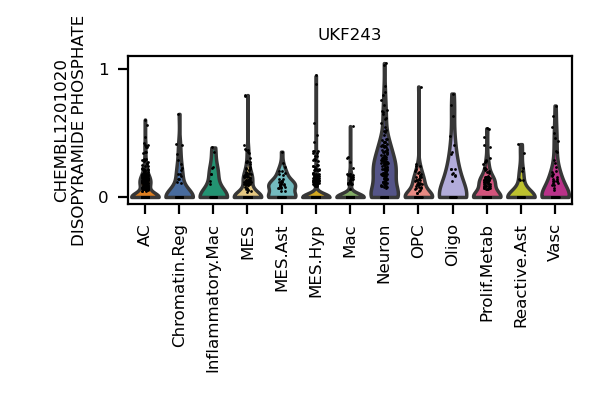 UKF243
CHEMBL1201020
DISOPYRAMIDE PHOSPHATE
1
0
AC
Chromatin.Reg
Inflammatory.Mac
MES
MES.Ast
MES.Hyp
Mac
Neuron
OPC
Oligo
Prolif.Metab
Reactive.Ast
Vasc